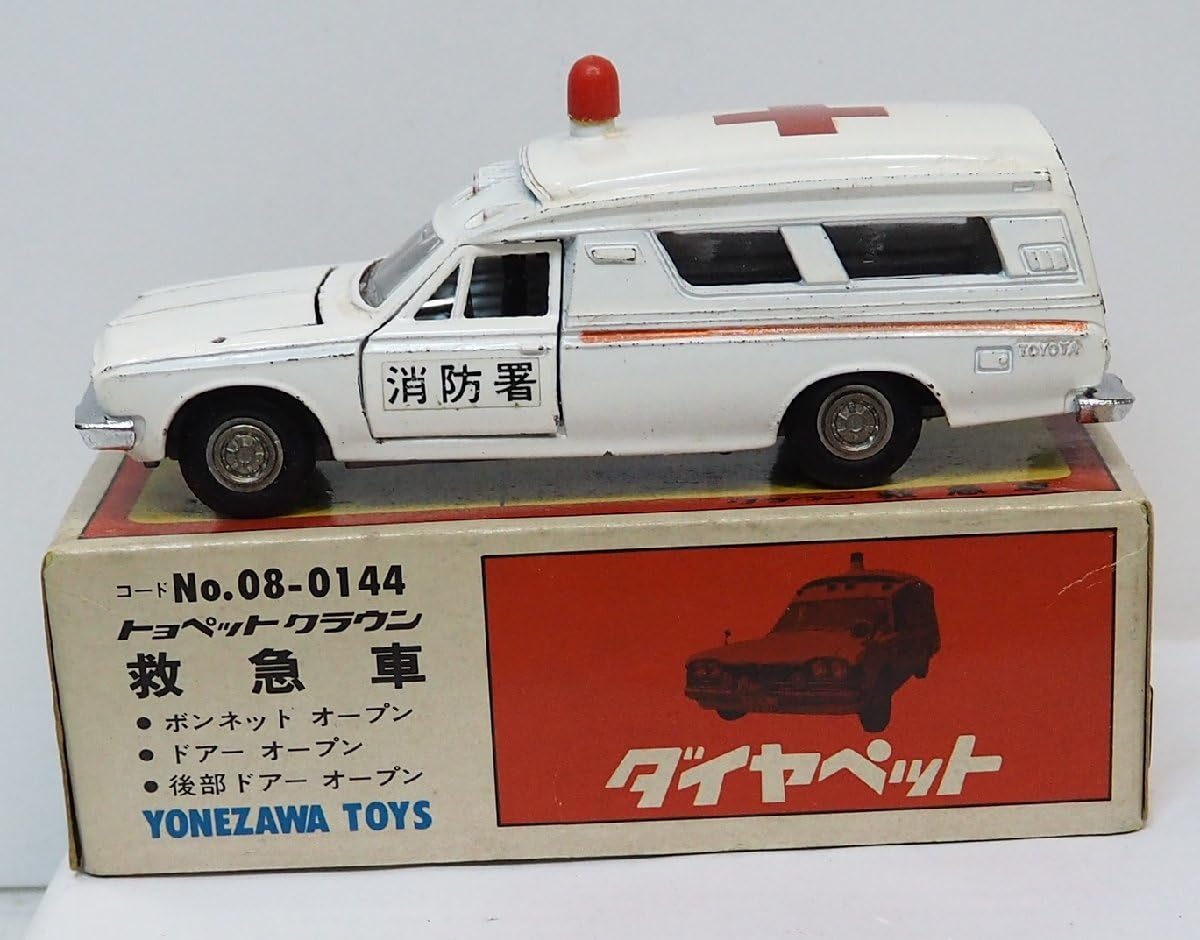 消防署
TOYOTA
コード No.08-0144
トヨペットクラウン
救急車
● ボンネット オープン
● ドアー オープン
● 後部ドアー オープン
YONEZAWA TOYS
ダイヤペット